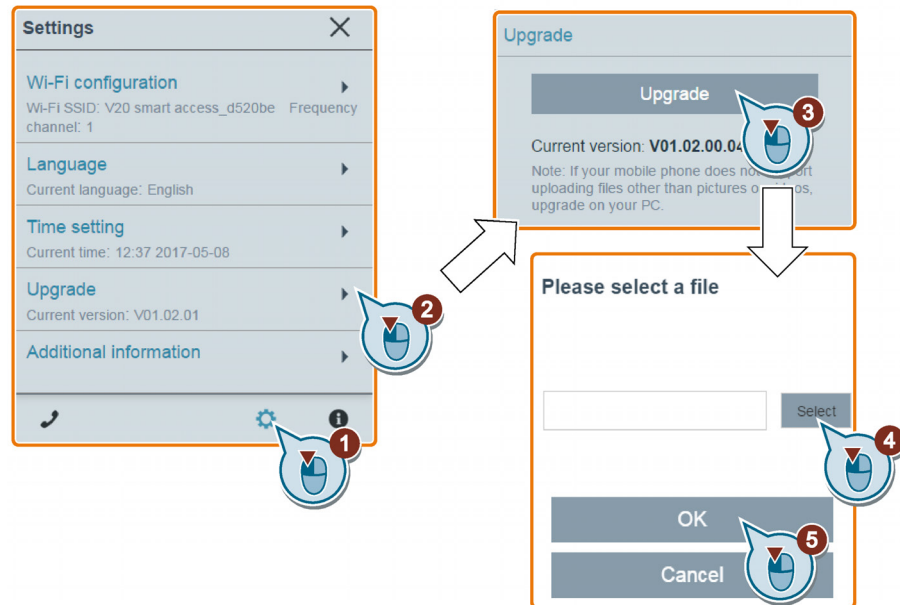 Settings
Wi-Fi configuration
Wi-Fi SSID: V20 smart access_d520be Frequency
channel: 1
Language
Current language: English
Time setting
Current time: 12:37 2017-05-08
Upgrade
Current version: V01.02.01
Additional information
1
2
Upgrade
Upgrade
3
Current version: V01.02.00.04
Note: If your mobile phone does
uploading files other than pictures
upgrade on your PC.
Please select a file
Select
4
OK
5
Cancel